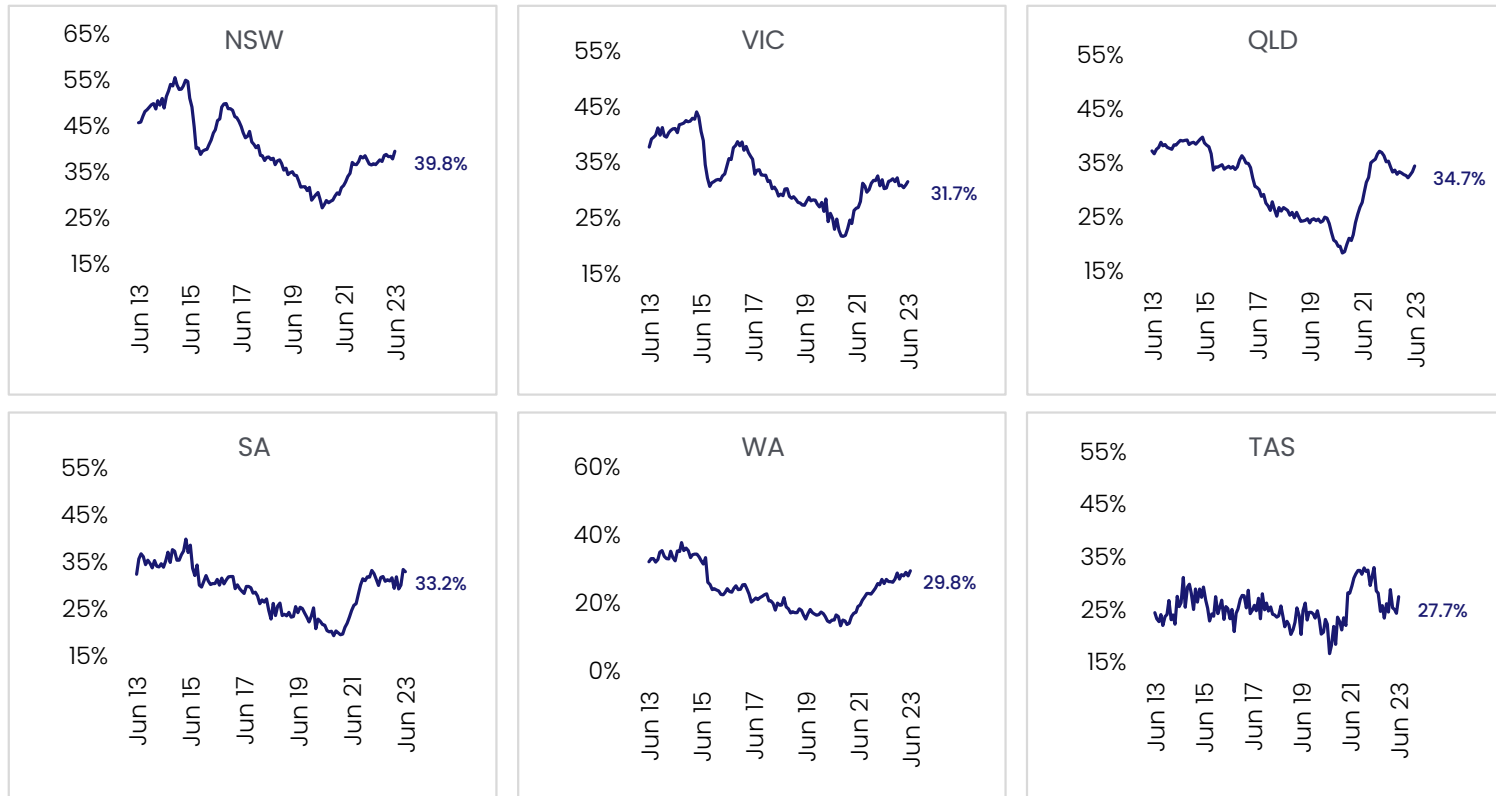 NSW
65%
55%
45%
35%
25%
15%
39.8%
Jun 13
Jun 15
Jun 17
Jun 19
Jun 21
Jun 23
VIC
55%
45%
35%
25%
15%
31.7%
Jun 13
Jun 15
Jun 17
Jun 19
Jun 21
Jun 23
QLD
55%
45%
35%
25%
15%
34.7%
Jun 13
Jun 15
Jun 17
Jun 19
Jun 21
Jun 23
SA
55%
45%
35%
25%
15%
33.2%
Jun 13
Jun 15
Jun 17
Jun 19
Jun 21
Jun 23
WA
60%
40%
20%
0%
29.8%
Jun 13
Jun 15
Jun 17
Jun 19
Jun 21
Jun 23
TAS
55%
45%
35%
25%
15%
27.7%
Jun 13
Jun 15
Jun 17
Jun 19
Jun 21
Jun 23